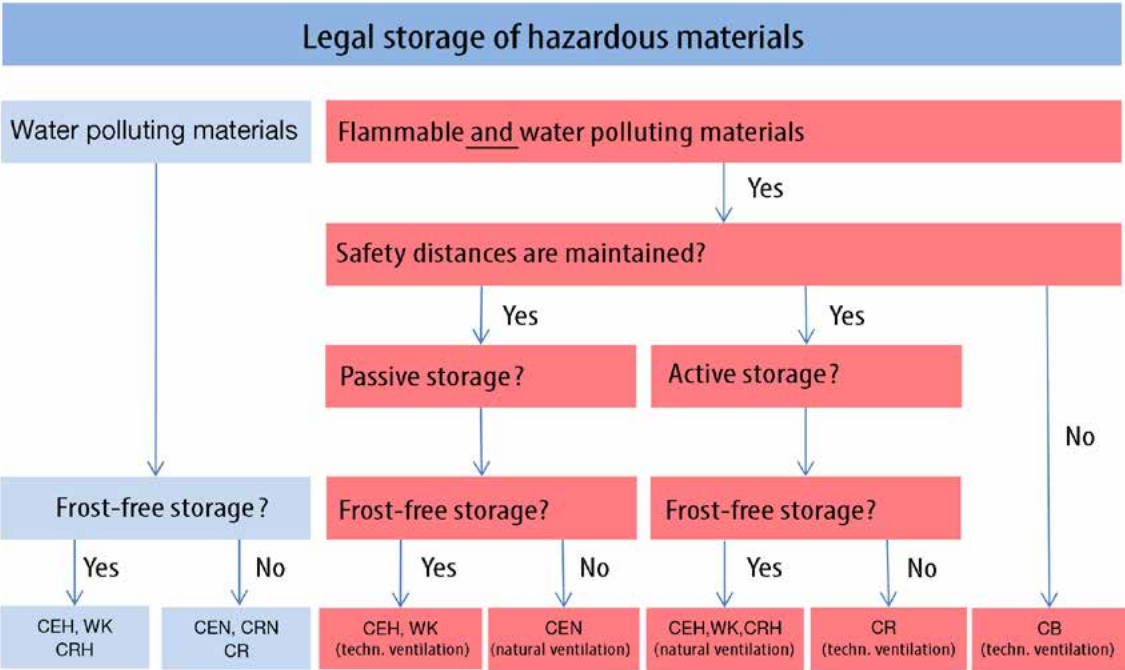 Legal storage of hazardous materials
Water polluting materials
Flammable and water polluting materials
Yes
Safety distances are maintained?
Yes
Yes
Passive storage?
Active storage?
No
Frost-free storage?
Frost-free storage?
Frost-free storage?
Yes
No
Yes
No
Yes
No
CEH, WK
CRH
CEN, CRN
CR
CEH, WK
(techn. ventilation)
CEN
(natural ventilation)
CEH,WK,CRH
(natural ventilation)
CR
(techn. ventilation)
CB
(techn. ventilation)